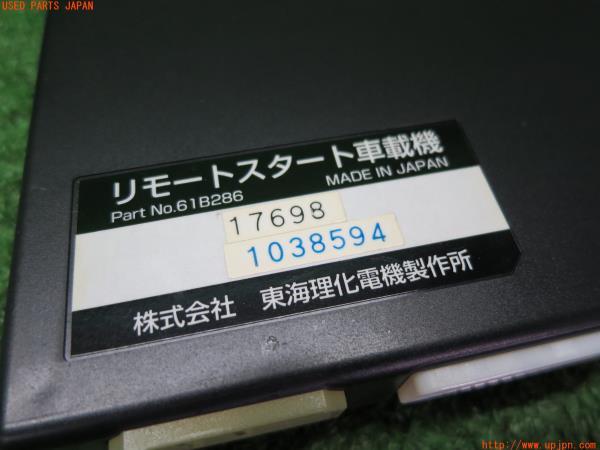 USED PARTS JAPAN
リモートスタート車載機
Part No.61B286
MADE IN JAPAN
17698
1038594
株式会社 東海理化電機製作所
http://www.upjpn.com/